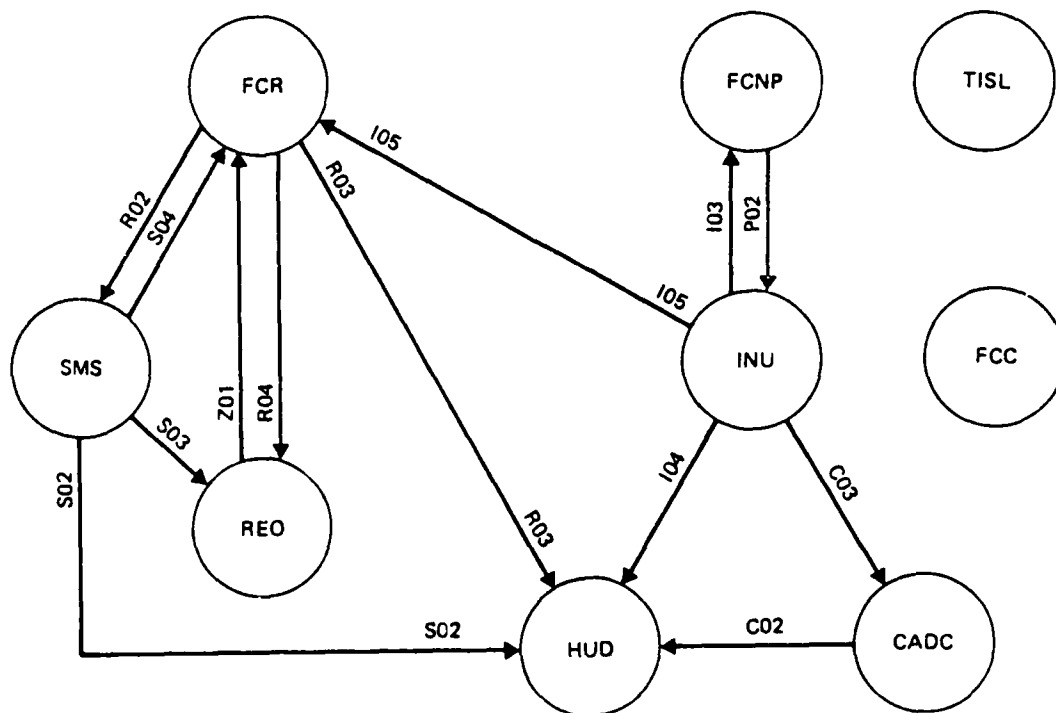 FCR
FCNP
TISL
I05
R03
R02
S04
I03
P02
I05
SMS
INU
FCC
Z01
R04
S03
I04
C03
S02
REO
R03
S02
HUD
C02
CADC